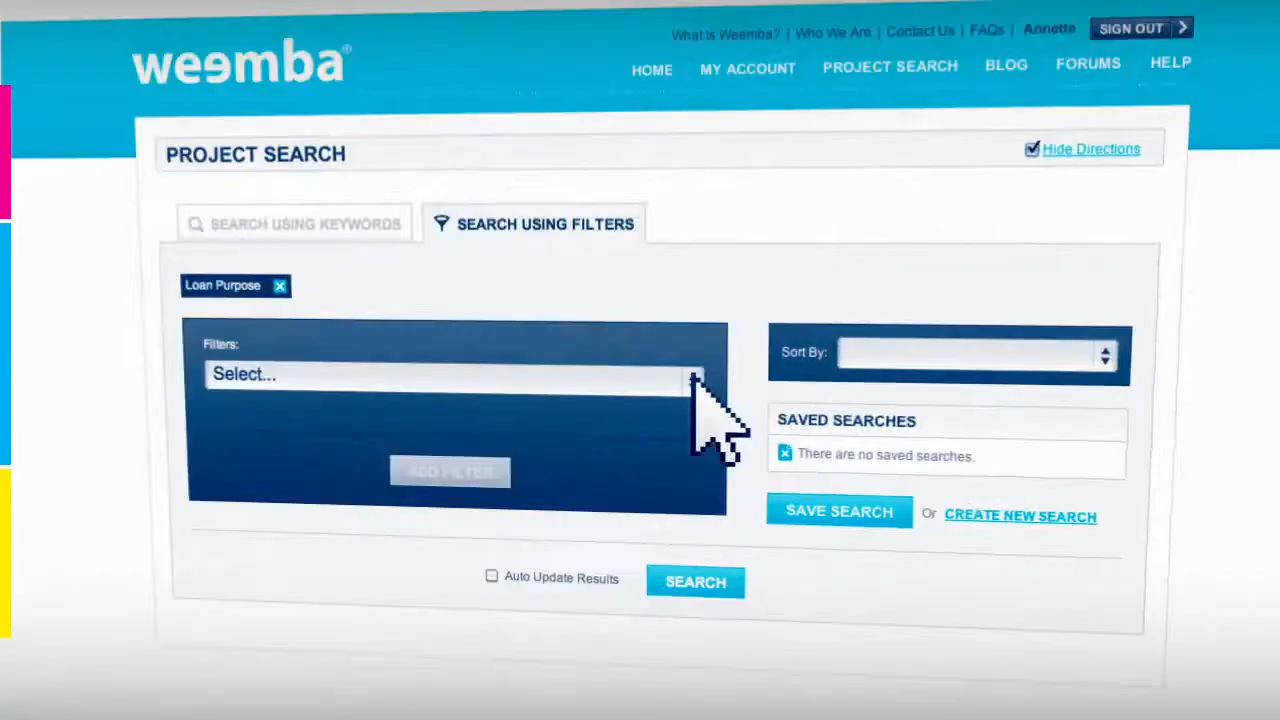 What is Weemba? | Who We Are | Contact Us | FAQs | Annette SIGN OUT
weemba®
HOME MY ACCOUNT PROJECT SEARCH BLOG FORUMS HELP
PROJECT SEARCH
Hide Directions
SEARCH USING KEYWORDS
SEARCH USING FILTERS
Loan Purpose
Filters:
Select...
ADD FILTER
Sort By:
SAVED SEARCHES
There are no saved searches.
SAVE SEARCH Or CREATE NEW SEARCH
Auto Update Results
SEARCH